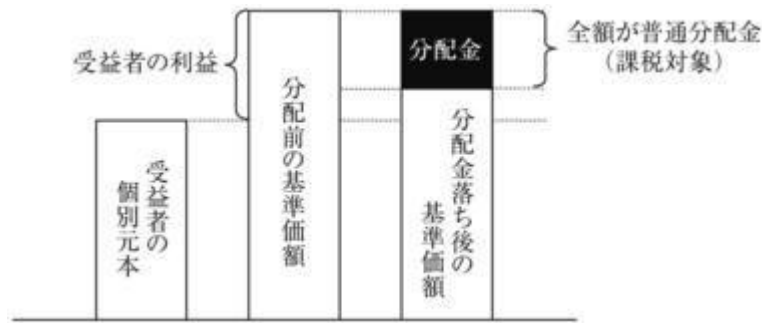 受益者の利益
受益者の
個別元本
分配前の基準価額
分配金
分配金落ち後の
基準価額
全額が普通分配金
(課税対象)